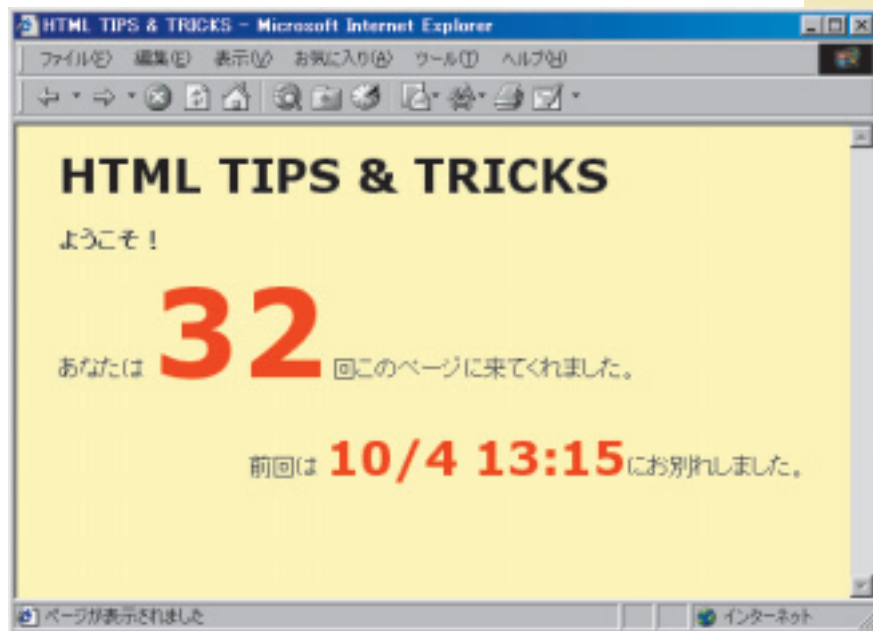 HTML TIPS & TRICKS - Microsoft Internet Explorer
ファイル(F) 編集(E) 表示(V) お気に入り(A) ツール(T) ヘルプ(H)
HTML TIPS & TRICKS
ようこそ！
あなたは 32 回このページに来てくれました。
前回は 10/4 13:15にお別れしました。
ページが表示されました インターネット